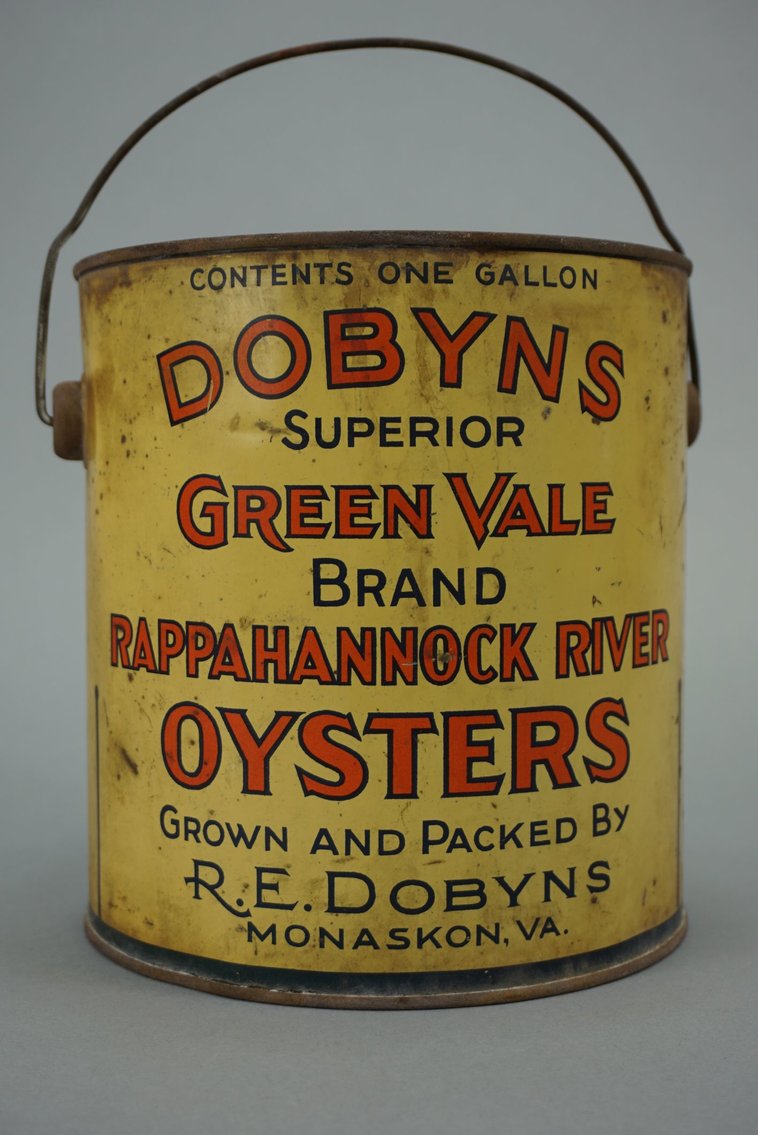 CONTENTS ONE GALLON
DOBYNS
SUPERIOR
GREEN VALE
BRAND
RAPPAHANNOCK RIVER
OYSTERS
GROWN AND PACKED BY
R.E. DOBYNS
MONASKON, VA.